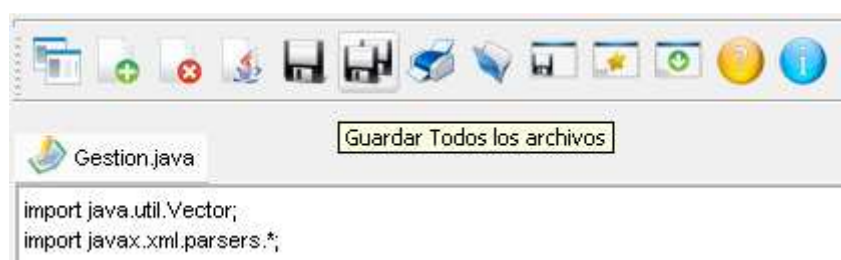 Guardar Todos los archivos
Gestion.java
import java.util.Vector;
import javax.xml.parsers.*;